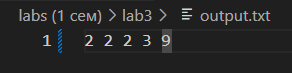 labs (1 сем) > lab3 > output.txt
1 2 2 2 3 9